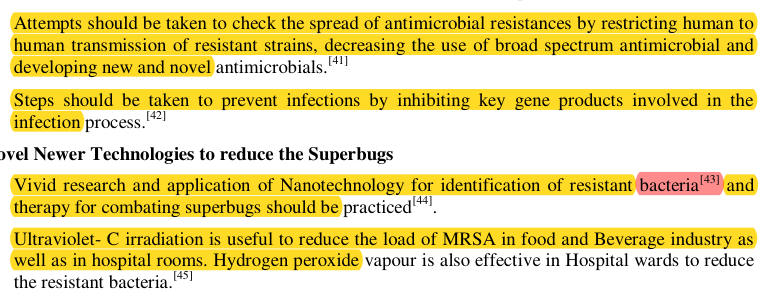 Attempts should be taken to check the spread of antimicrobial resistances by restricting human to
human transmission of resistant strains, decreasing the use of broad spectrum antimicrobial and
developing new and novel antimicrobials.[41]
Steps should be taken to prevent infections by inhibiting key gene products involved in the
infection process.[42]
ovel Newer Technologies to reduce the Superbugs
Vivid research and application of Nanotechnology for identification of resistant bacteria[43] and
therapy for combating superbugs should be practiced[44].
Ultraviolet- C irradiation is useful to reduce the load of MRSA in food and Beverage industry as
well as in hospital rooms. Hydrogen peroxide vapour is also effective in Hospital wards to reduce
the resistant bacteria.[45]